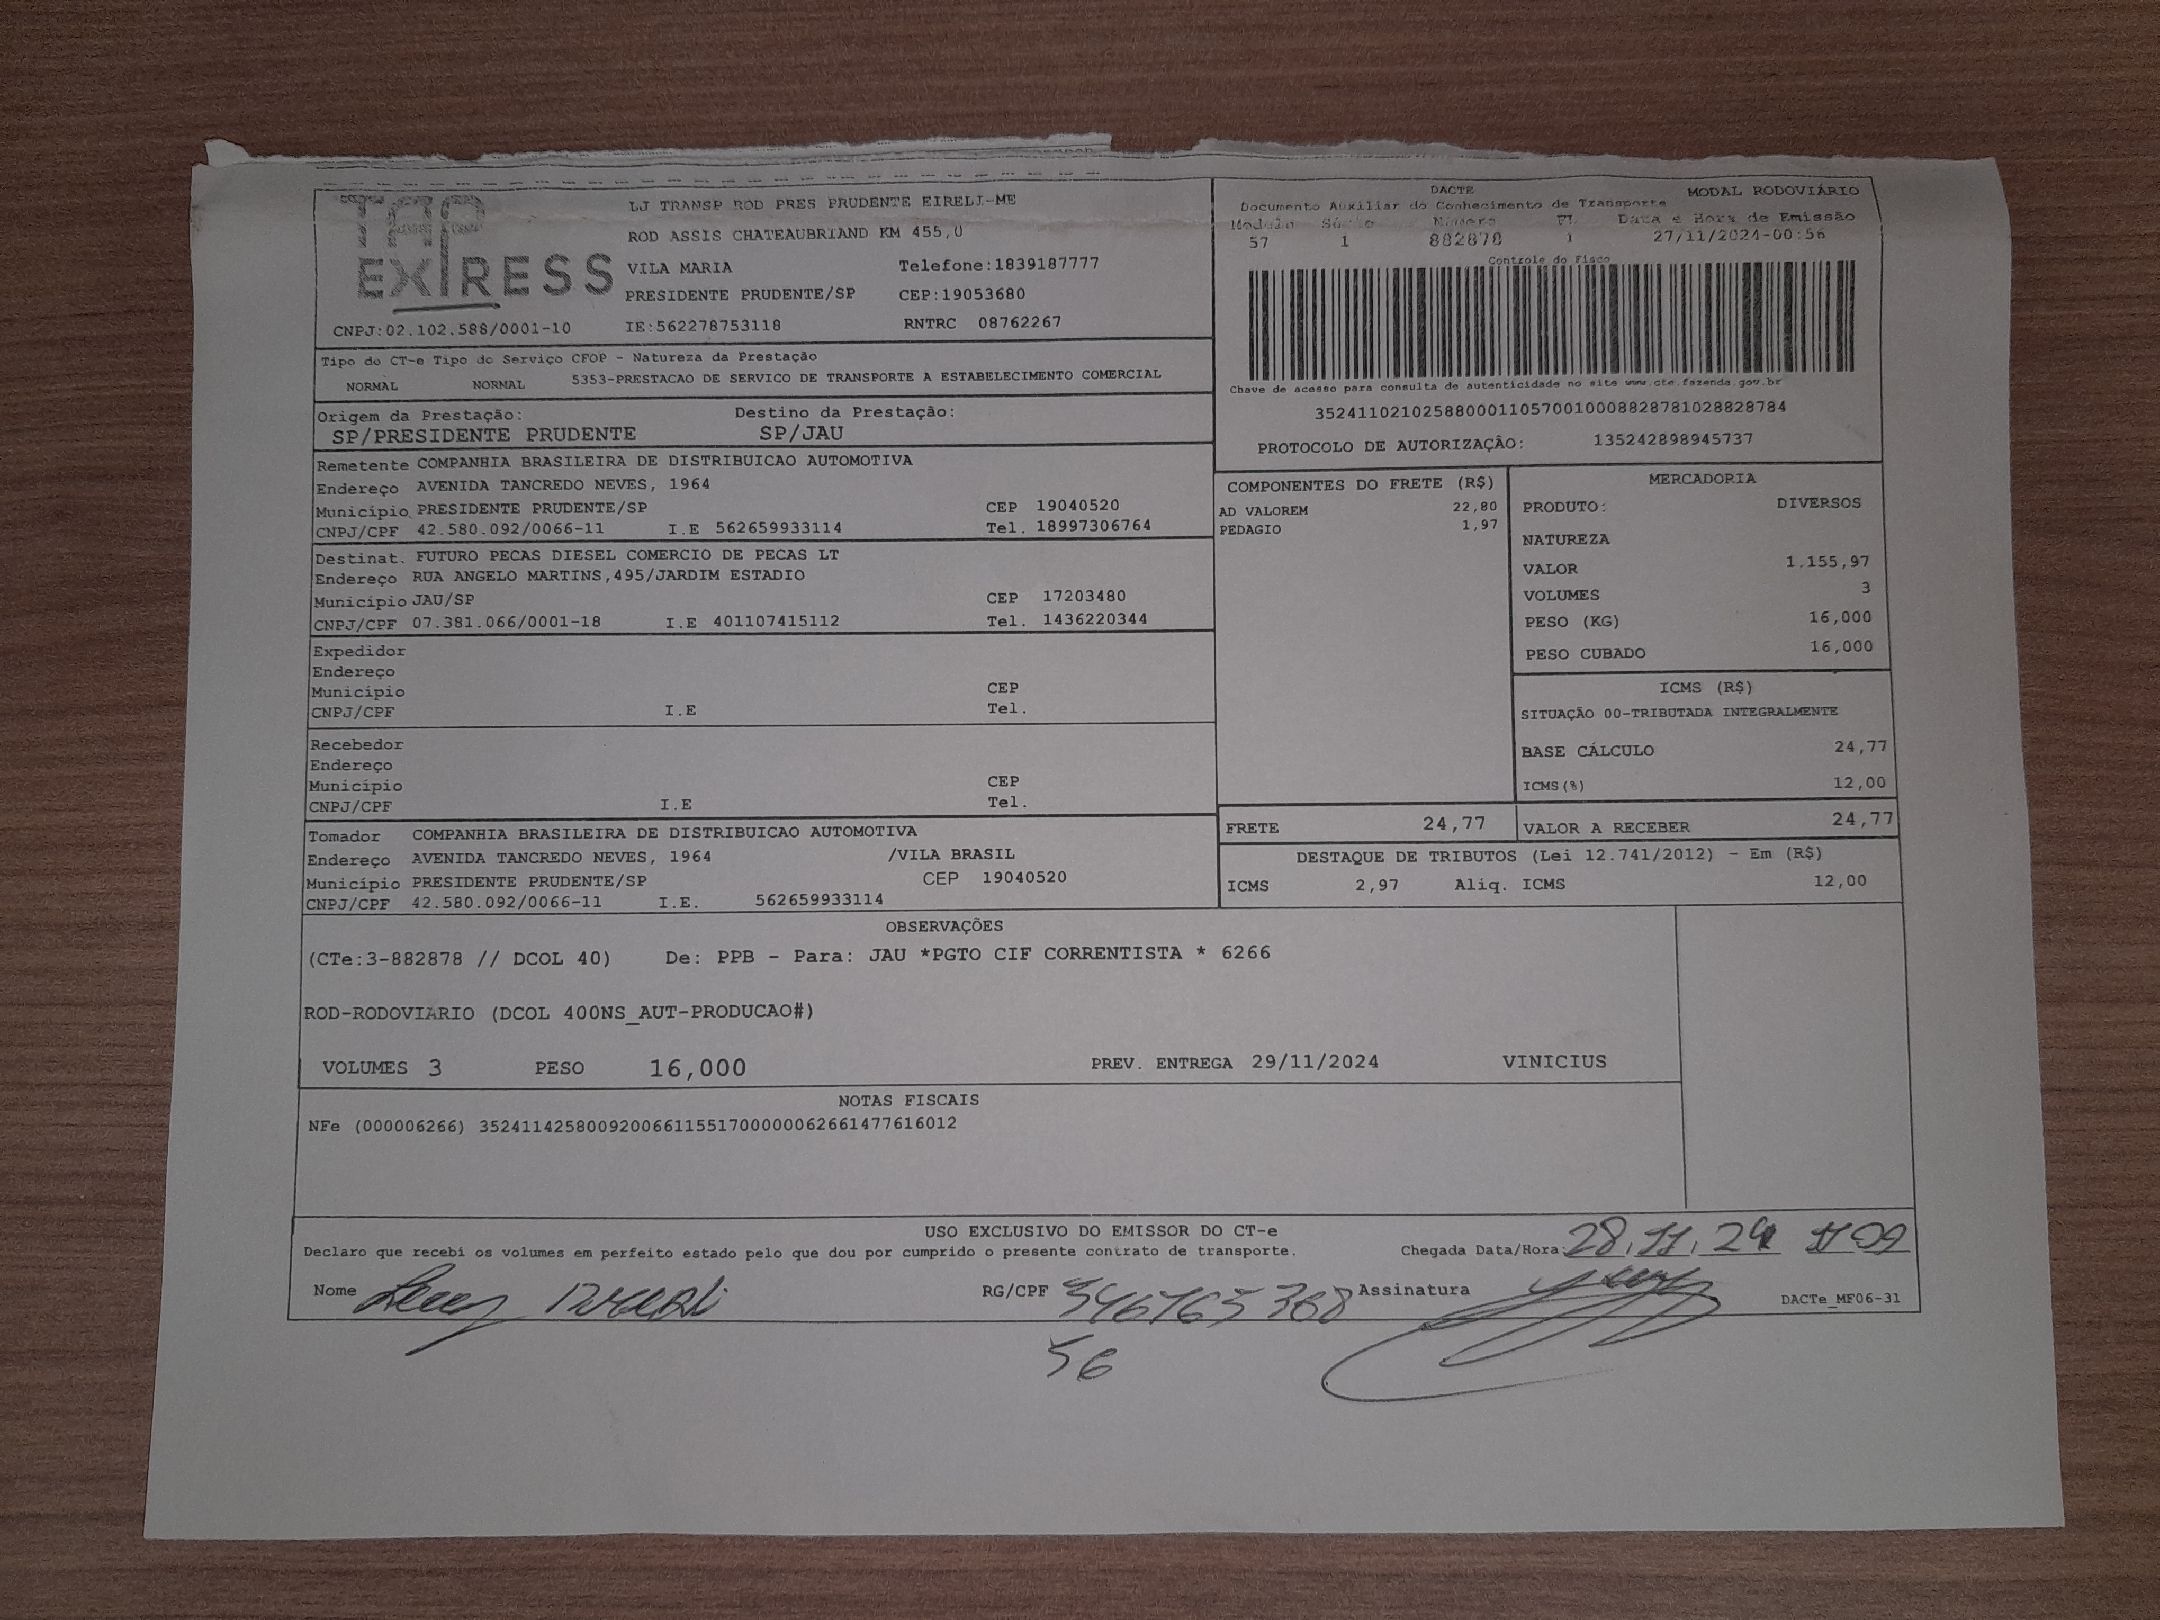 TAP
EXPRESS
LJ TRANSP ROD PRES PRUDENTE EIRELI-ME
ROD ASSIS CHATEAUBRIAND KM 455,0
VILA MARIA Telefone:1839187777
PRESIDENTE PRUDENTE/SP CEP:19053680
CNPJ:02.102.588/0001-10 IE:562278753118 RNTRC 08762267
DACTE MODAL RODOVIÁRIO
Documento Auxiliar do Conhecimento de Transporte
Modelo Série Número FL Data e Hora de Emissão
57 1 882878 1 27/11/2024-00:56
Controle do Fisco
Chave de acesso para consulta de autenticidade no site www.cte.fazenda.gov.br
35241102102588000110570010008828781028828784
PROTOCOLO DE AUTORIZAÇÃO: 135242898945737
Tipo do CT-e Tipo do Serviço CFOP - Natureza da Prestação
NORMAL NORMAL 5353-PRESTACAO DE SERVICO DE TRANSPORTE A ESTABELECIMENTO COMERCIAL
Origem da Prestação: Destino da Prestação:
SP/PRESIDENTE PRUDENTE SP/JAU
Remetente COMPANHIA BRASILEIRA DE DISTRIBUICAO AUTOMOTIVA
Endereço AVENIDA TANCREDO NEVES, 1964
Município PRESIDENTE PRUDENTE/SP CEP 19040520
CNPJ/CPF 42.580.092/0066-11 I.E 562659933114 Tel. 18997306764
Destinat. FUTURO PECAS DIESEL COMERCIO DE PECAS LT
Endereço RUA ANGELO MARTINS,495/JARDIM ESTADIO
Município JAU/SP CEP 17203480
CNPJ/CPF 07.381.066/0001-18 I.E 401107415112 Tel. 1436220344
Expedidor
Endereço
Município CEP
CNPJ/CPF I.E Tel.
Recebedor
Endereço
Município CEP
CNPJ/CPF I.E Tel.
Tomador COMPANHIA BRASILEIRA DE DISTRIBUICAO AUTOMOTIVA
Endereço AVENIDA TANCREDO NEVES, 1964 /VILA BRASIL
Município PRESIDENTE PRUDENTE/SP CEP 19040520
CNPJ/CPF 42.580.092/0066-11 I.E. 562659933114
COMPONENTES DO FRETE (R$)
AD VALOREM 22,80
PEDAGIO 1,97
MERCADORIA
PRODUTO: DIVERSOS
NATUREZA
VALOR 1.155,97
VOLUMES 3
PESO (KG) 16,000
PESO CUBADO 16,000
ICMS (R$)
SITUAÇÃO 00-TRIBUTADA INTEGRALMENTE
BASE CÁLCULO 24,77
ICMS(%) 12,00
FRETE 24,77 VALOR A RECEBER 24,77
DESTAQUE DE TRIBUTOS (Lei 12.741/2012) - Em (R$)
ICMS 2,97 Aliq. ICMS 12,00
OBSERVAÇÕES
(CTe:3-882878 // DCOL 40) De: PPB - Para: JAU *PGTO CIF CORRENTISTA * 6266
ROD-RODOVIÁRIO (DCOL 400NS_AUT-PRODUCAO#)
VOLUMES 3 PESO 16,000 PREV. ENTREGA 29/11/2024 VINICIUS
NOTAS FISCAIS
NFe (000006266) 35241142580092006611551700000062661477616012
USO EXCLUSIVO DO EMISSOR DO CT-e
Declaro que recebi os volumes em perfeito estado pelo que dou por cumprido o presente contrato de transporte. Chegada Data/Hora: 28.11.24 11 09
Nome RG/CPF 546765368 Assinatura
56
DACTe_MF06-31